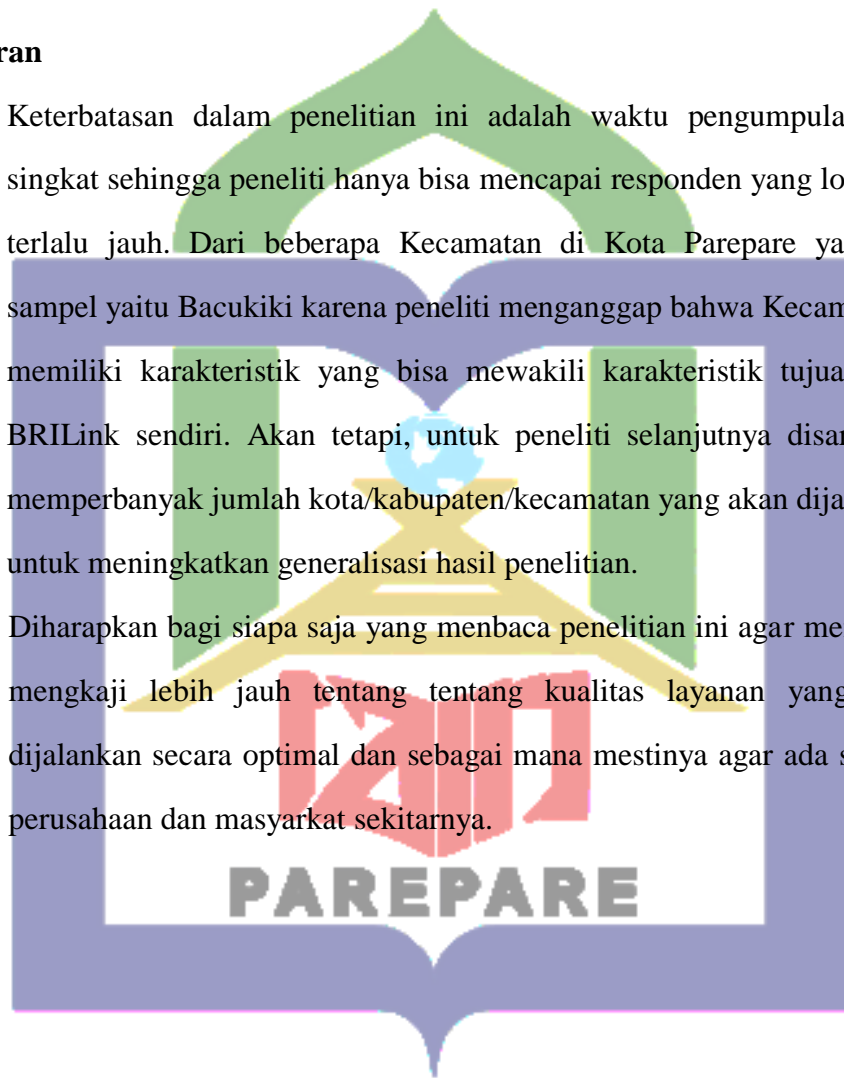 ran
Keterbatasan dalam penelitian ini adalah waktu pengumpula
singkat sehingga peneliti hanya bisa mencapai responden yang lo
terlalu jauh. Dari beberapa Kecamatan di Kota Parepare ya
sampel yaitu Bacukiki karena peneliti menganggap bahwa Kecam
memiliki karakteristik yang bisa mewakili karakteristik tujua
BRILink sendiri. Akan tetapi, untuk peneliti selanjutnya disar
memperbanyak jumlah kota/kabupaten/kecamatan yang akan dija
untuk meningkatkan generalisasi hasil penelitian.
Diharapkan bagi siapa saja yang menbaca penelitian ini agar me
mengkaji lebih jauh tentang tentang kualitas layanan yang
dijalankan secara optimal dan sebagai mana mestinya agar ada s
perusahaan dan masyarkat sekitarnya.
PAREPARE